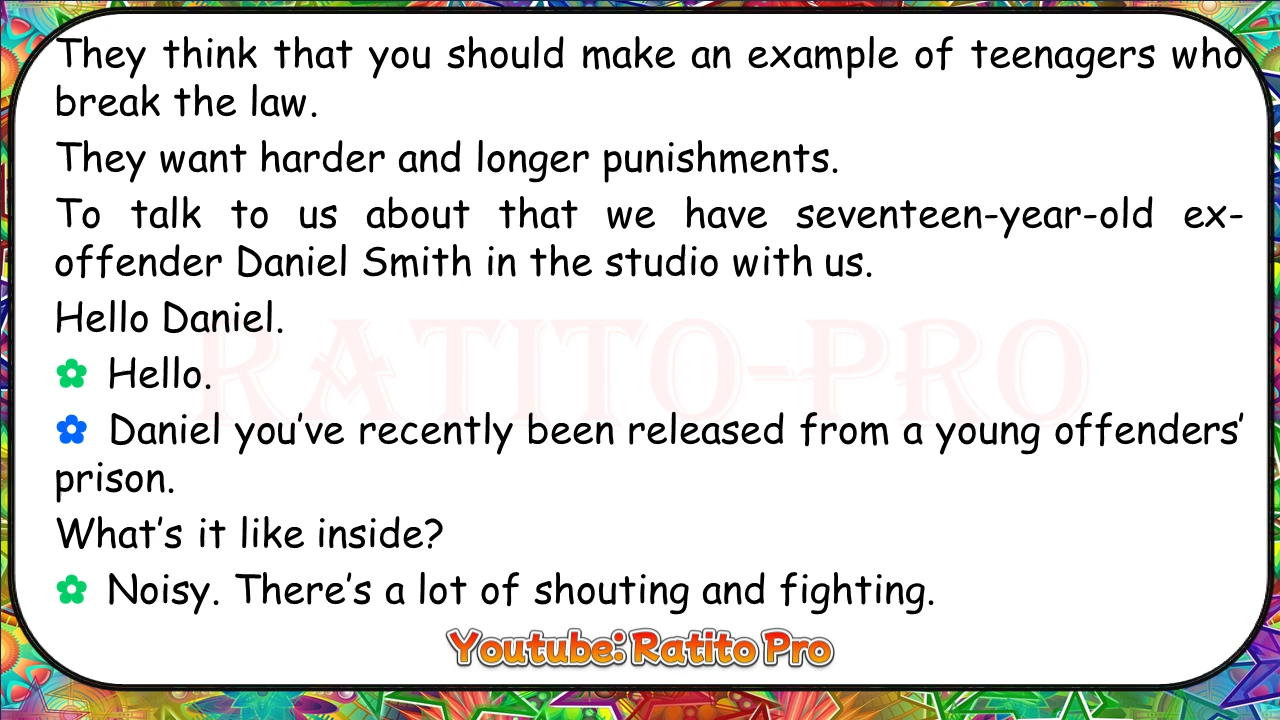 They think that you should make an example of teenagers who
break the law.
They want harder and longer punishments.
To talk to us about that we have seventeen-year-old ex-
offender Daniel Smith in the studio with us.
Hello Daniel.
Hello.
Daniel you’ve recently been released from a young offenders’
prison.
What’s it like inside?
Noisy. There’s a lot of shouting and fighting.
RATITO-PRO
Youtube: Ratito Pro